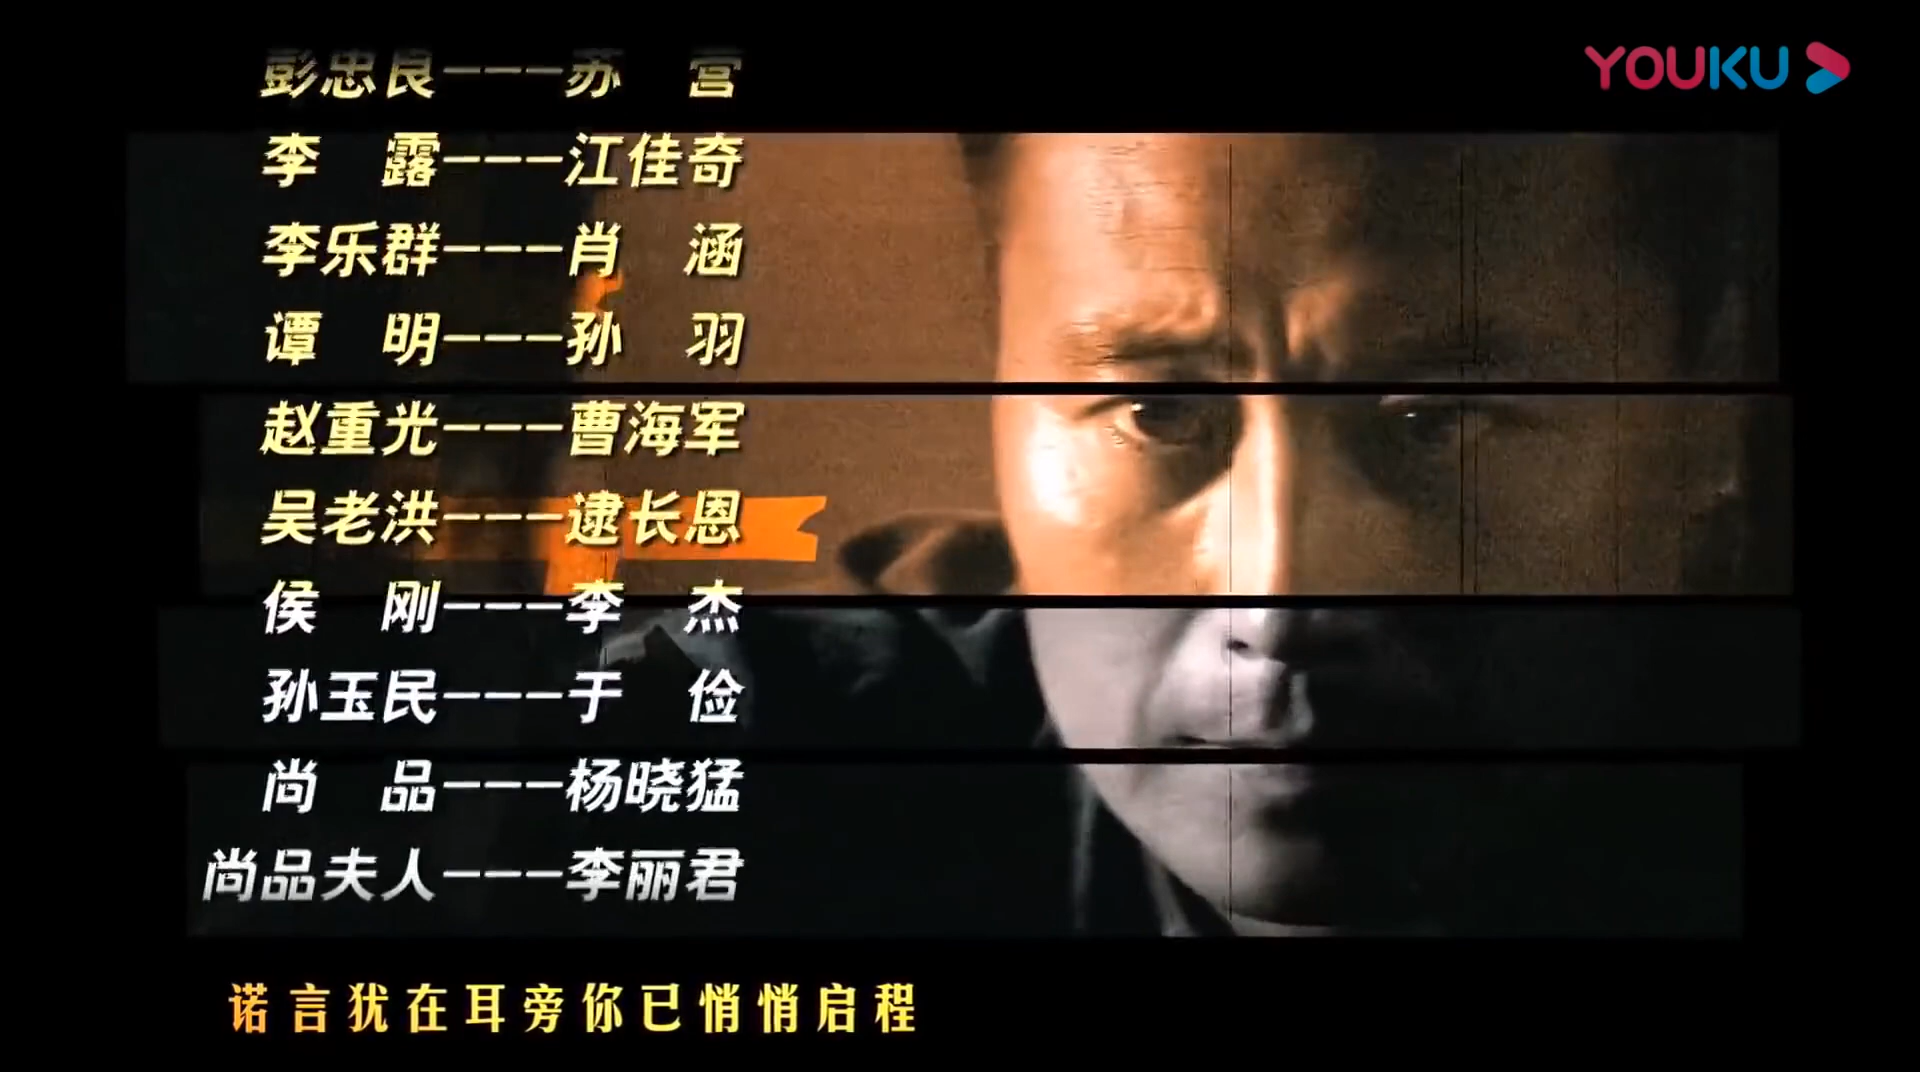 YOUKU
彭忠良---苏 营
李 露---江佳奇
李乐群---肖 涵
谭 明---孙 羽
赵重光---曹海军
吴老洪---逮长恩
侯 刚---李 杰
孙玉民---于 俭
尚 品---杨晓猛
尚品夫人---李丽君
诺言犹在耳旁你已悄悄启程